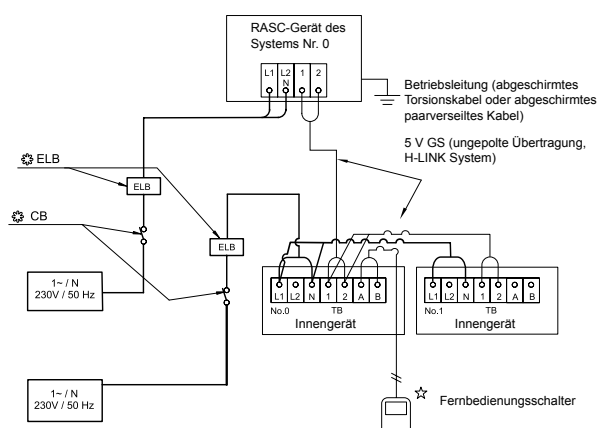 RASC-Gerät des
Systems Nr. 0
L1 L2 N 1 2
Betriebsleitung (abgeschirmtes
Torsionskabel oder abgeschirmtes
paarverseiltes Kabel)
5 V GS (ungepolte Übertragung,
H-LINK System)
ELB
ELB
CB
ELB
1~ / N
230V / 50 Hz
L1 L2 N 1 2 A B
No.0 TB
Innengerät
L1 L2 N 1 2 A B
No.1 TB
Innengerät
1~ / N
230V / 50 Hz
Fernbedienungsschalter